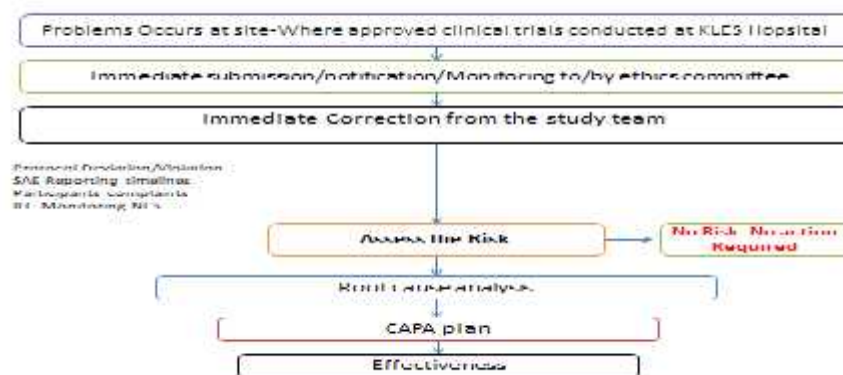 Problems Occurs at site-Where approved clinical trials conducted at KLES Hopsital
Immediate submission/notification/Monitoring to/by ethics committee
Immediate Correction from the study team
Protocol Deviation/Violation
SAE Reporting timelines
Participants complaints
Monitoring
Assess the Risk
No Risk No action
Required
Root cause analysis
CAPA plan
Effectiveness